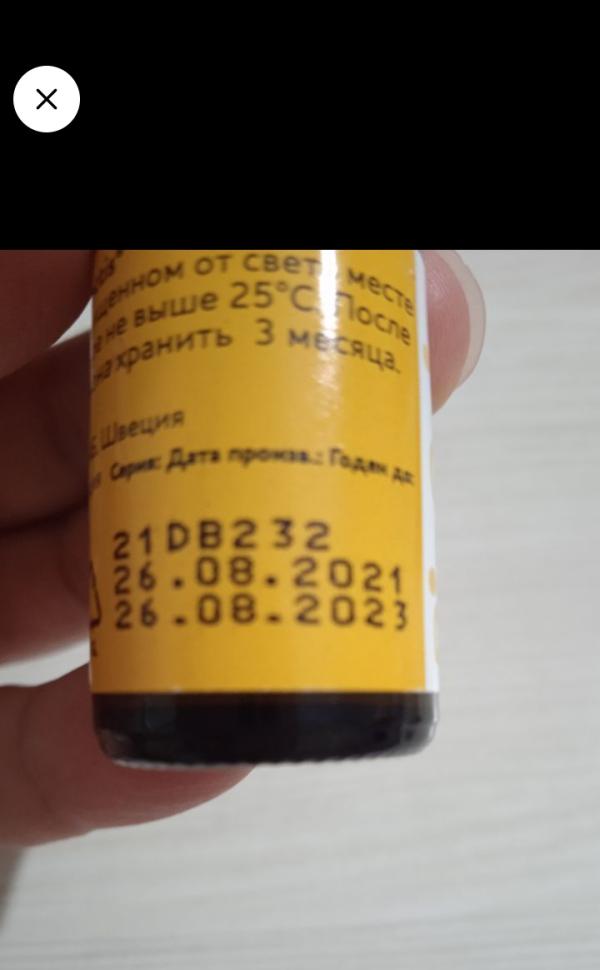 щенном от света месте
не выше 25°С. После
хранить 3 месяца.
Швеция
Серия: Дата произв.: Годен до:
21DB232
26.08.2021
26.08.2023